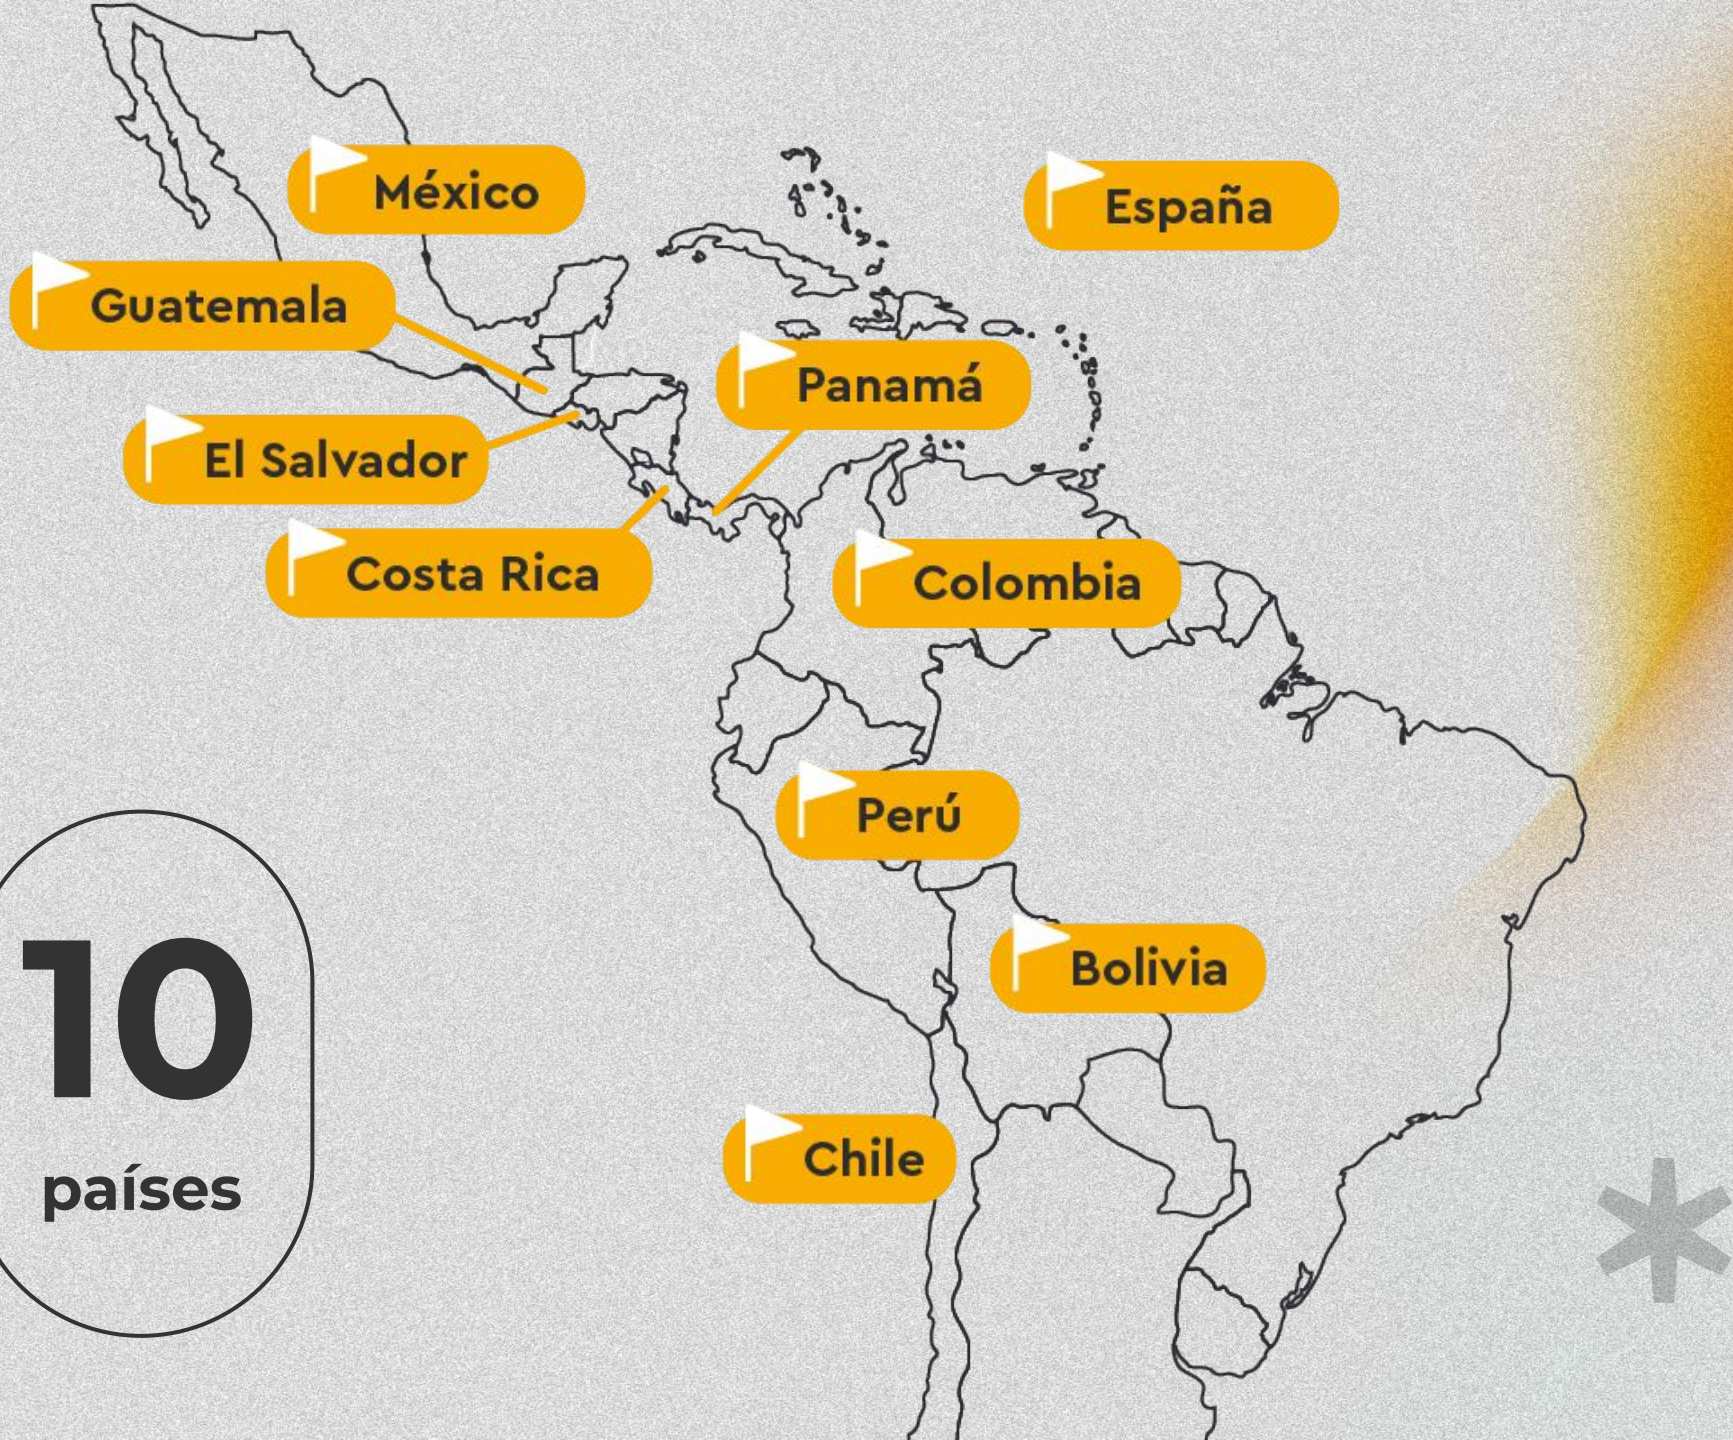 México
España
Guatemala
Panamá
El Salvador
Costa Rica
Colombia
Perú
Bolivia
Chile
10
países